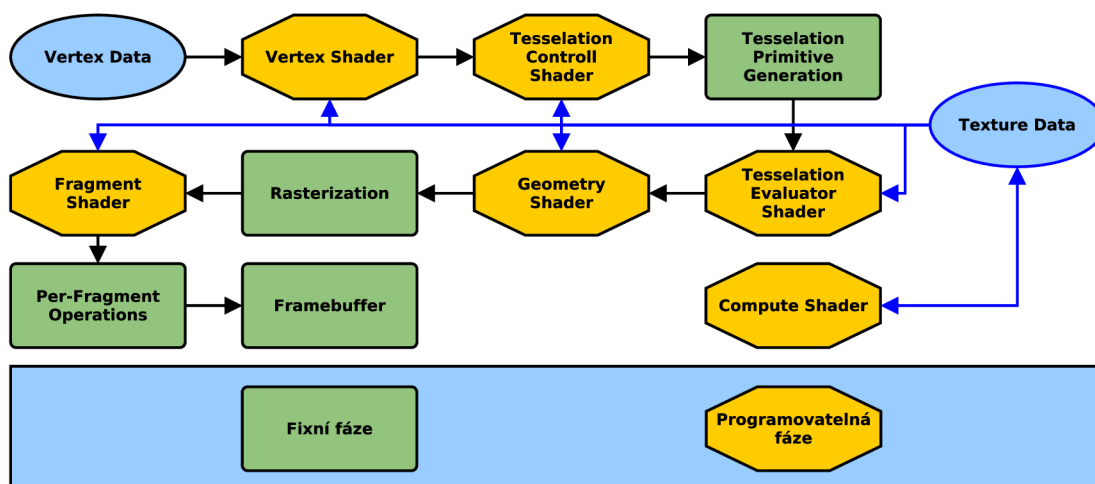 Vertex Data
Vertex Shader
Tesselation
Controll
Shader
Tesselation
Primitive
Generation
Texture Data
Fragment
Shader
Rasterization
Geometry
Shader
Tesselation
Evaluator
Shader
Per-Fragment
Operations
Framebuffer
Compute Shader
Fixní fáze
Programovatelná
fáze